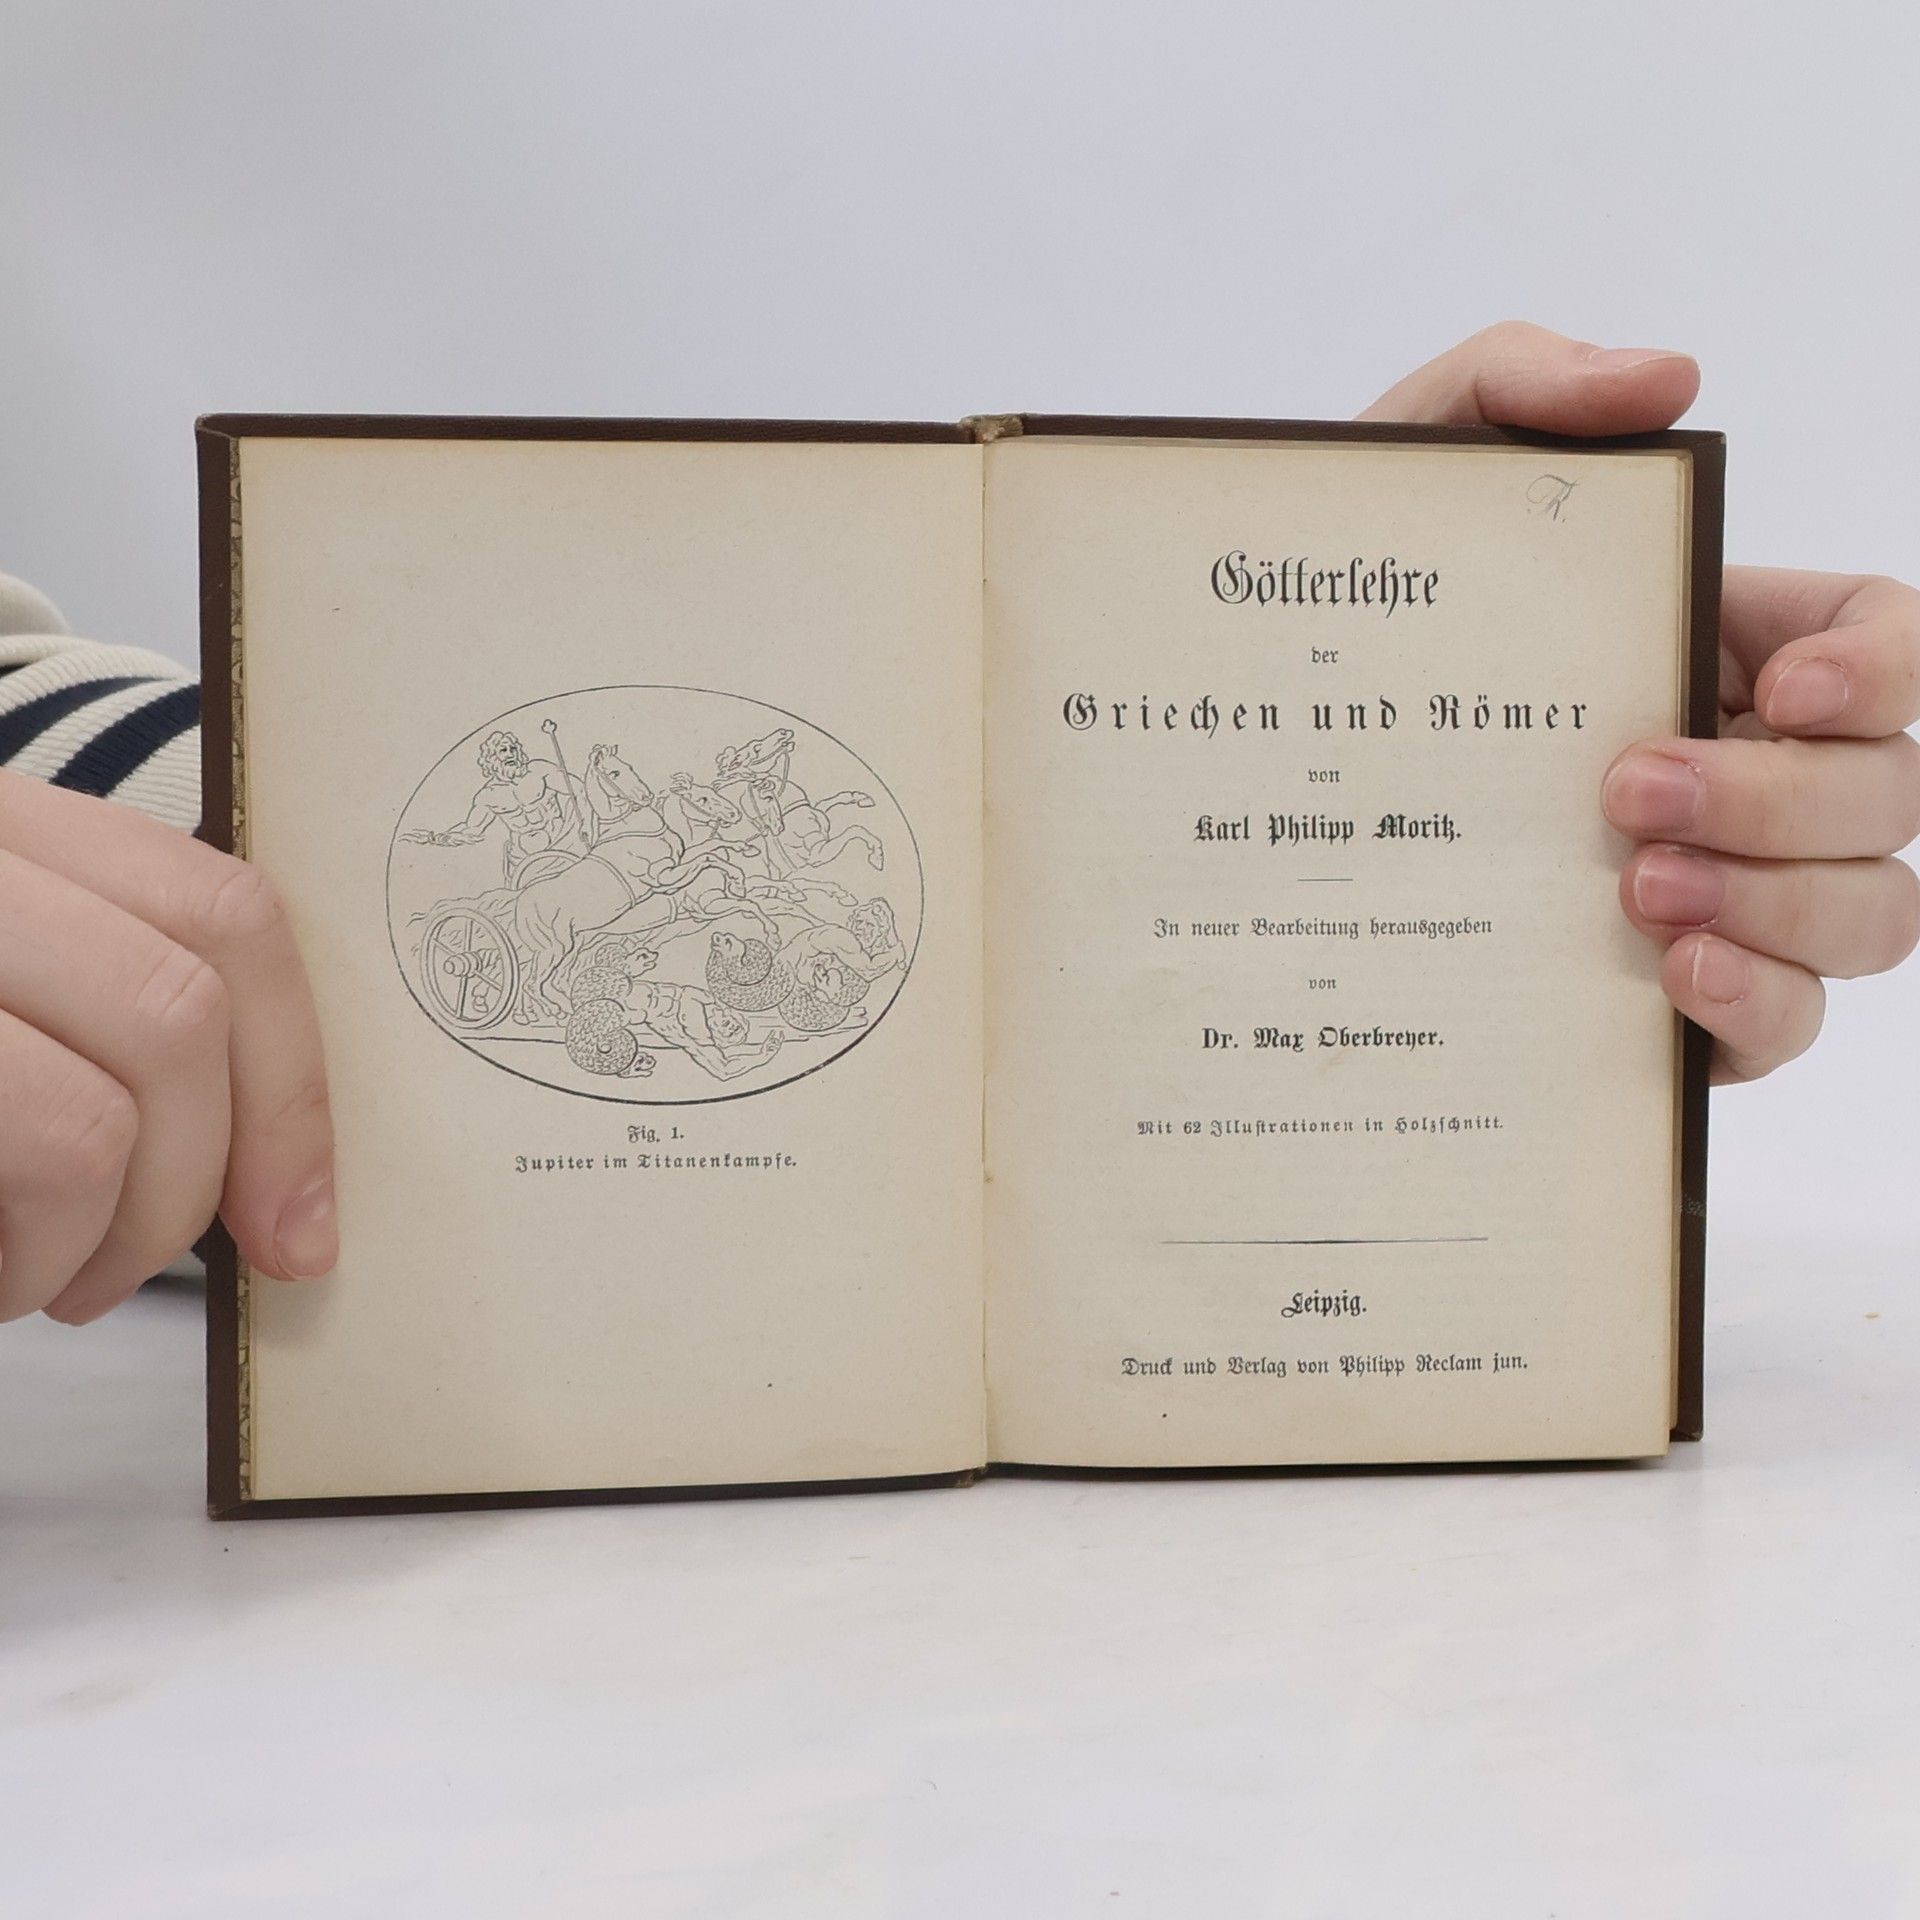 Fig. 1.
Jupiter im Titanenkampfe.
Götterlehre
der
Griechen und Römer
von
Karl Philipp Moritz.
In neuer Bearbeitung herausgegeben
von
Dr. Max Oberbreyer.
Mit 62 Illustrationen in Holzschnitt.
Leipzig.
Druck und Verlag von Philipp Reclam jun.